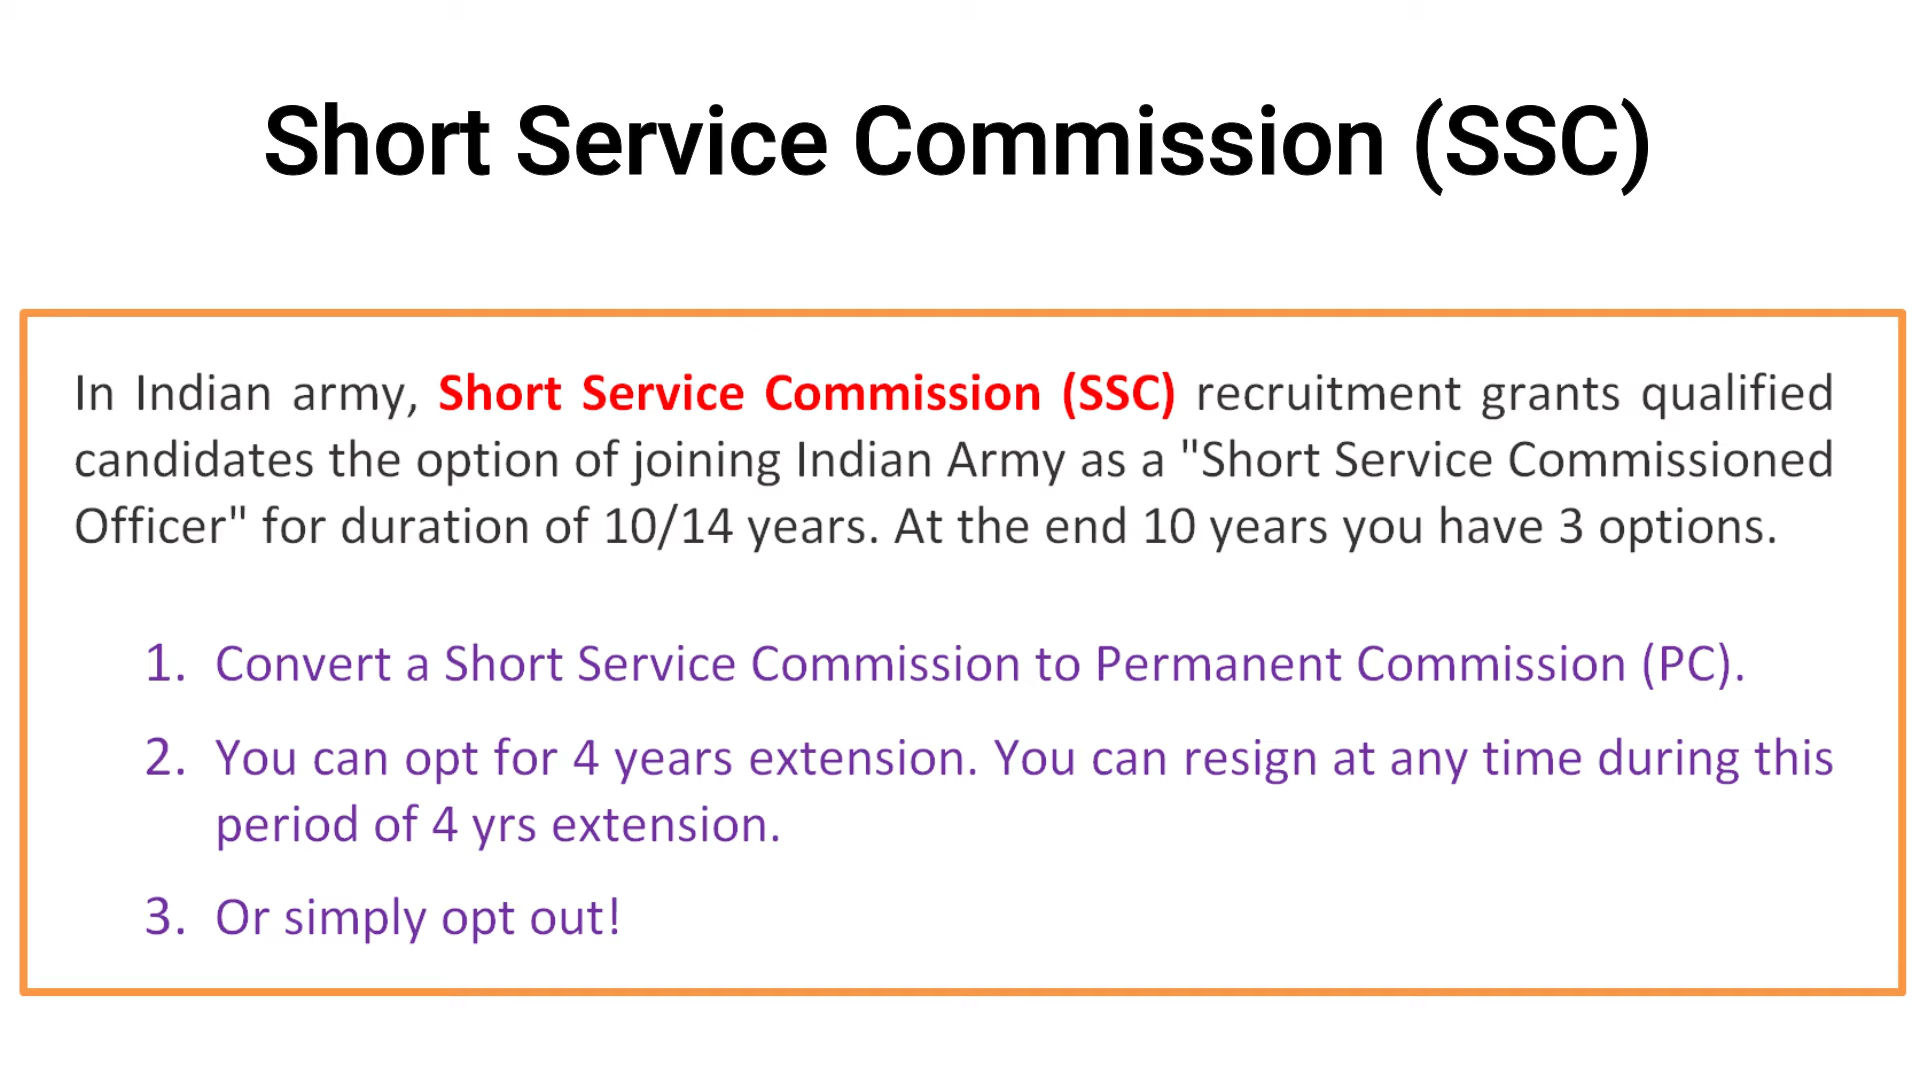 Short Service Commission (SSC)
In Indian army, Short Service Commission (SSC) recruitment grants qualified
candidates the option of joining Indian Army as a "Short Service Commissioned
Officer" for duration of 10/14 years. At the end 10 years you have 3 options.
1. Convert a Short Service Commission to Permanent Commission (PC).
2. You can opt for 4 years extension. You can resign at any time during this
period of 4 yrs extension.
3. Or simply opt out!